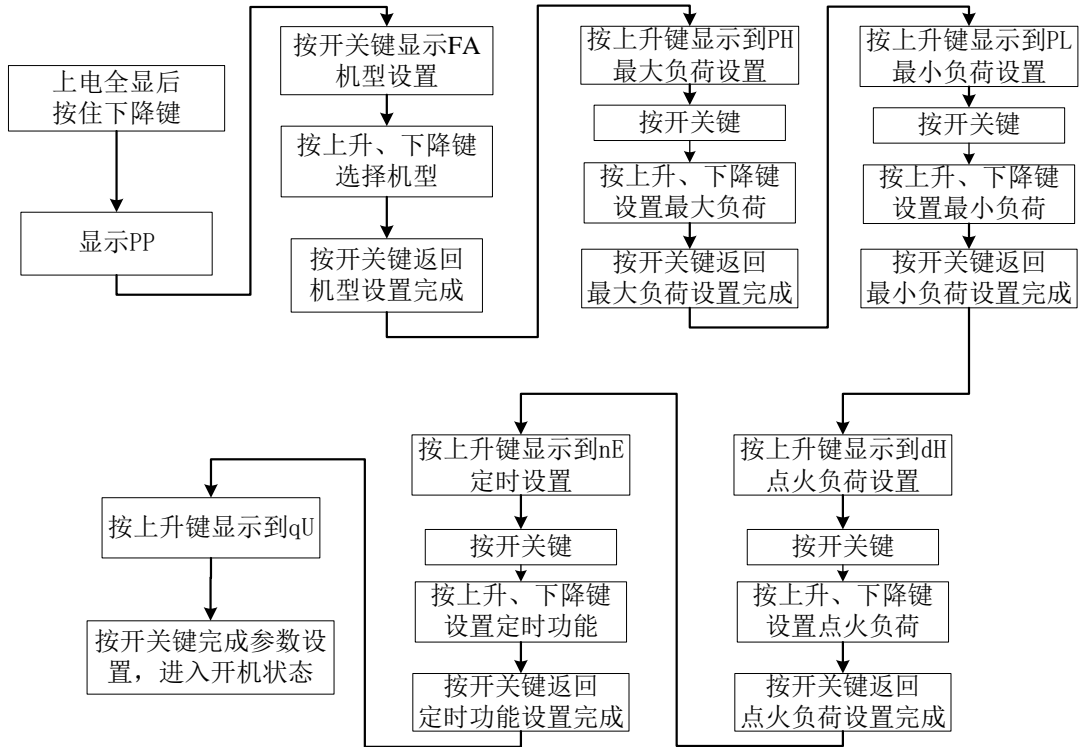 上电全显后
按住下降键
显示PP
按开关键显示FA
机型设置
按上升、下降键
选择机型
按开关键返回
机型设置完成
按上升键显示到PH
最大负荷设置
按开关键
按上升、下降键
设置最大负荷
按开关键返回
最大负荷设置完成
按上升键显示到PL
最小负荷设置
按开关键
按上升、下降键
设置最小负荷
按开关键返回
最小负荷设置完成
按上升键显示到dH
点火负荷设置
按开关键
按上升、下降键
设置点火负荷
按开关键返回
点火负荷设置完成
按上升键显示到nE
定时设置
按开关键
按上升、下降键
设置定时功能
按开关键返回
定时功能设置完成
按上升键显示到qU
按开关键完成参数设
置，进入开机状态